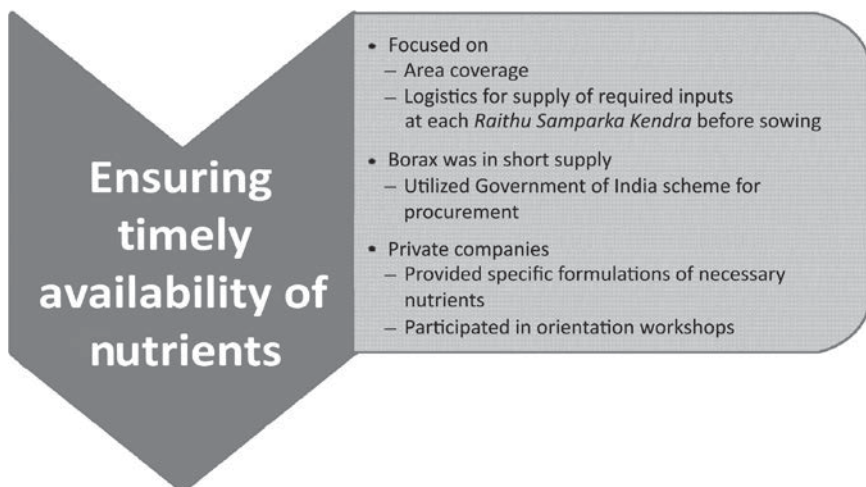 Ensuring
timely
availability of
nutrients
• Focused on
– Area coverage
– Logistics for supply of required inputs
at each Raithu Samparka Kendra before sowing
• Borax was in short supply
– Utilized Government of India scheme for
procurement
• Private companies
– Provided specific formulations of necessary
nutrients
– Participated in orientation workshops